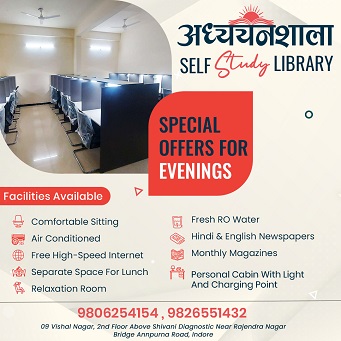 अध्ययनशाला
SELF Study LIBRARY
SPECIAL
OFFERS FOR
EVENINGS
Facilities Available
Comfortable Sitting
Air Conditioned
Free High-Speed Internet
Separate Space For Lunch
Relaxation Room
Fresh RO Water
Hindi & English Newspapers
Monthly Magazines
Personal Cabin With Light
And Charging Point
9806254154 , 9826551432
09 Vishal Nagar, 2nd Floor Above Shivani Diagnostic Near Rajendra Nagar
Bridge Annpurna Road, Indore